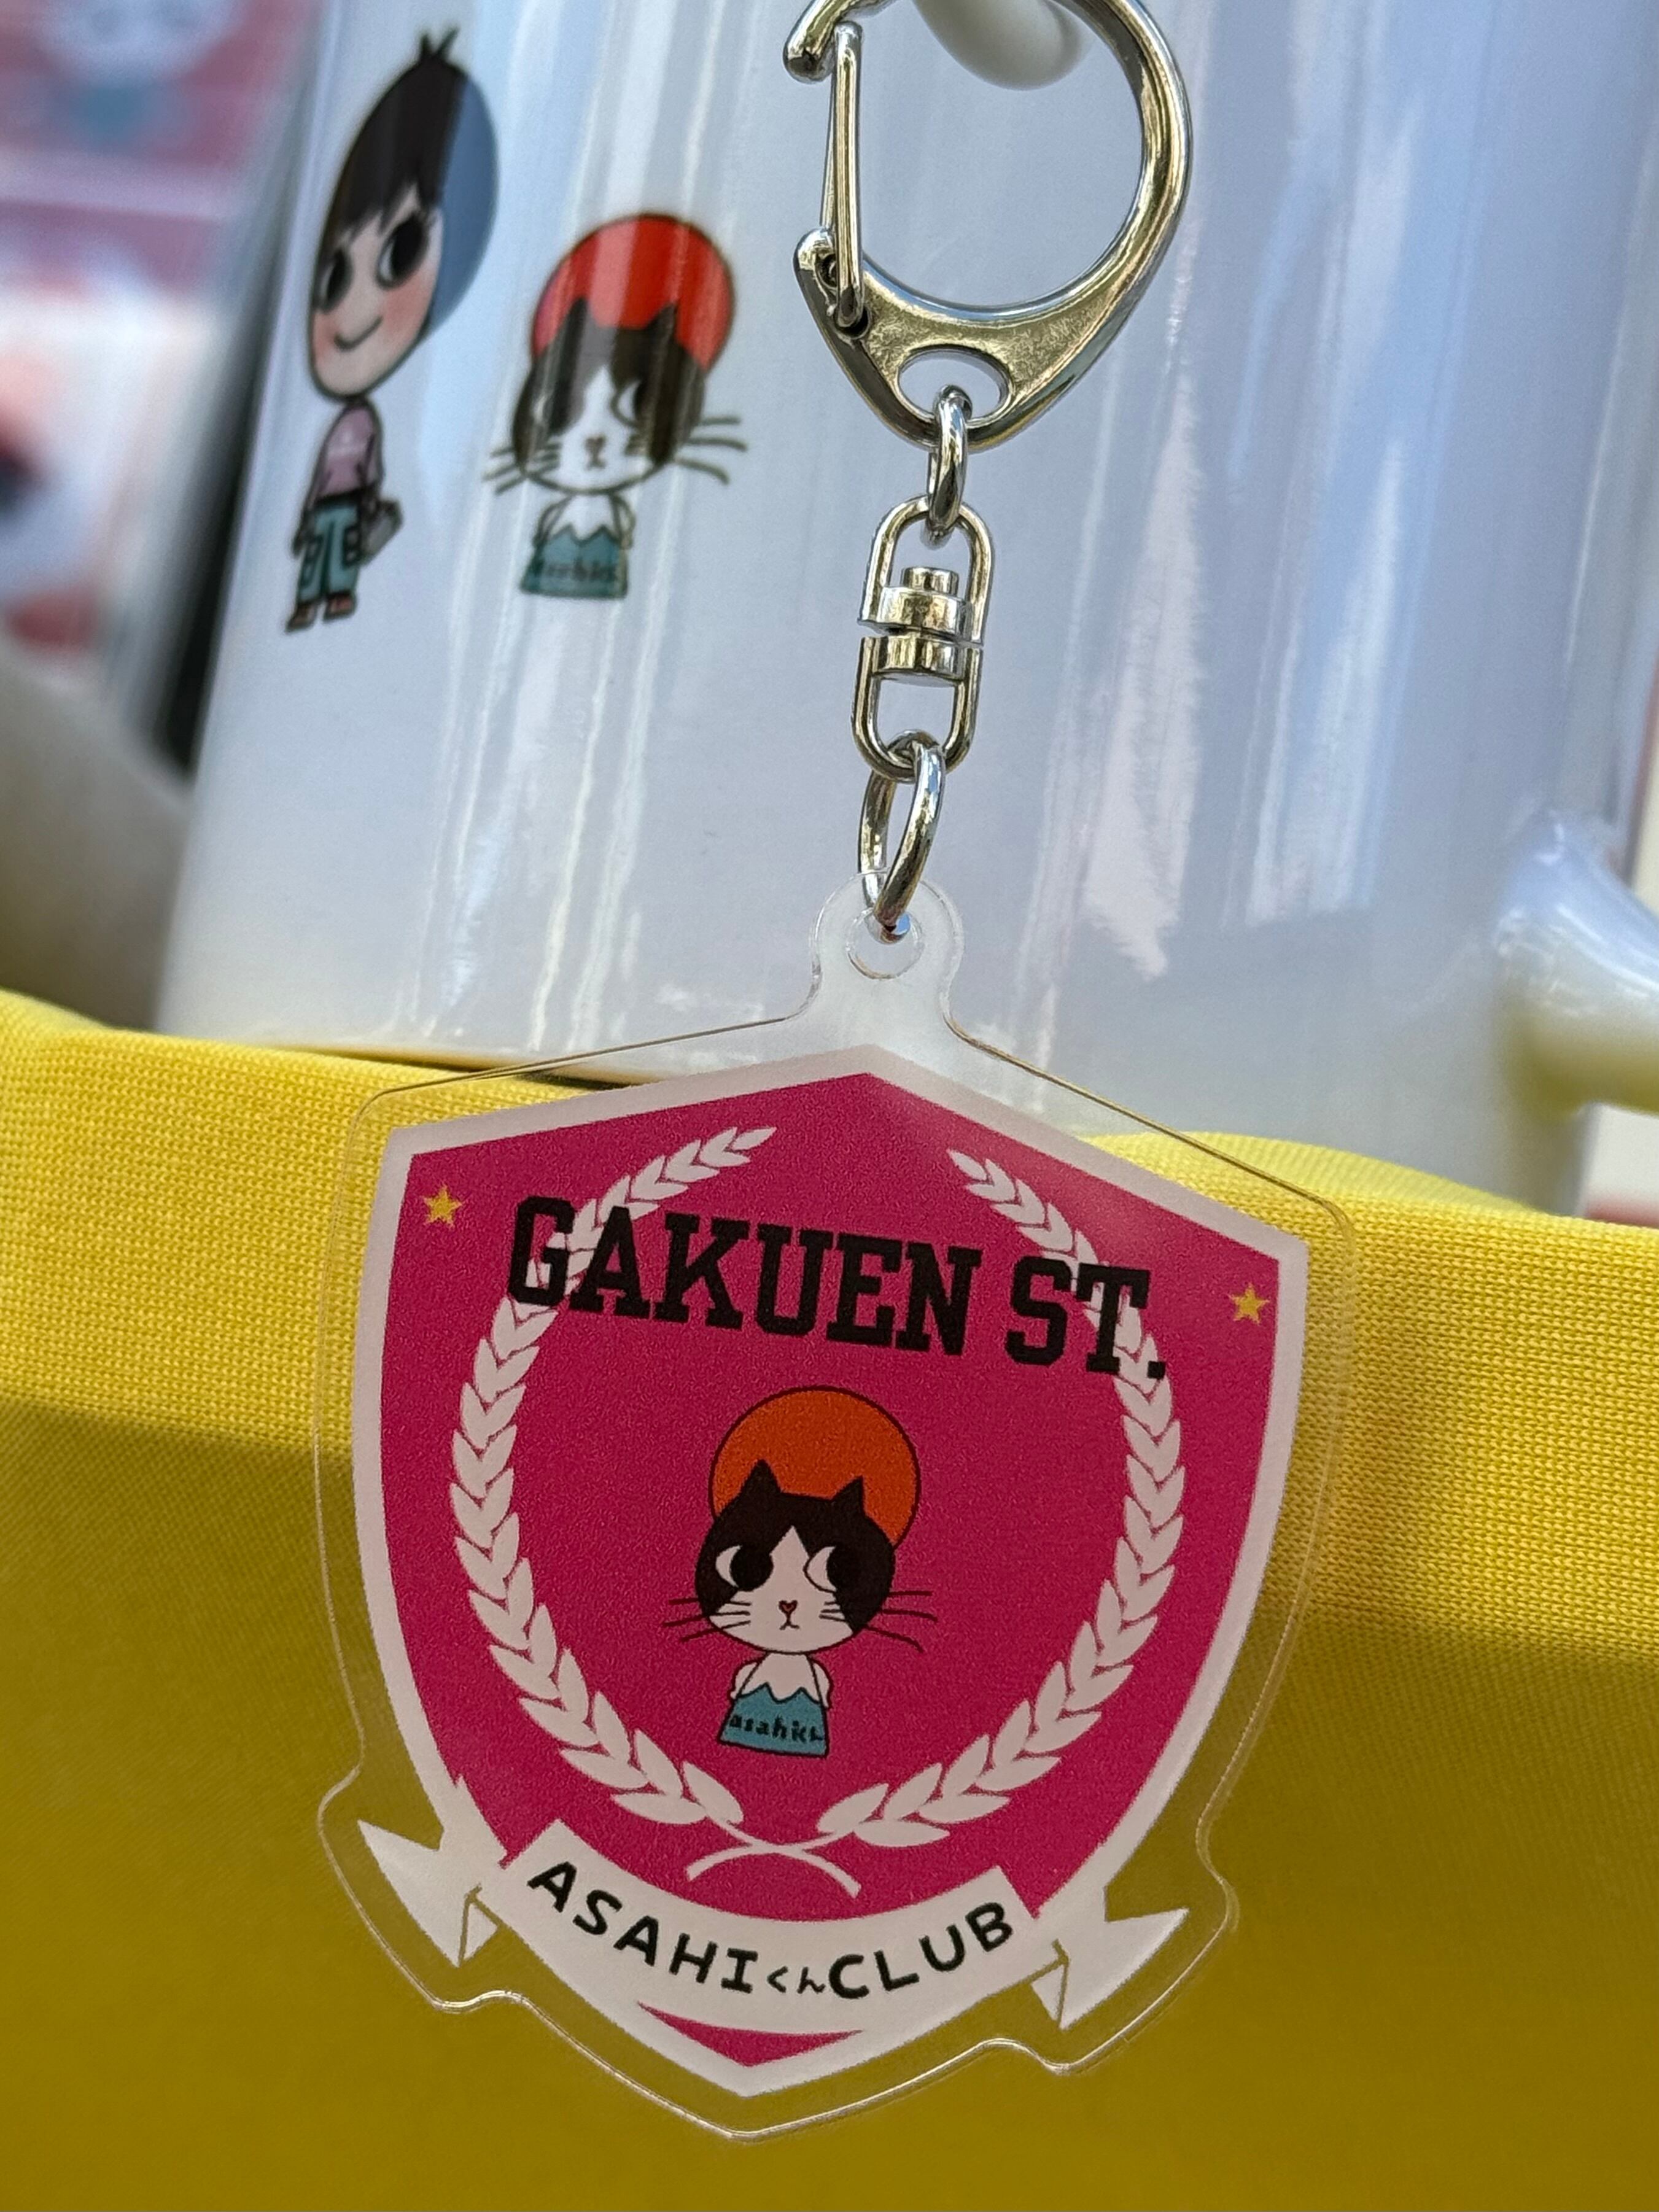 GAKUEN ST.
asahiくん
ASAHIくんCLUB